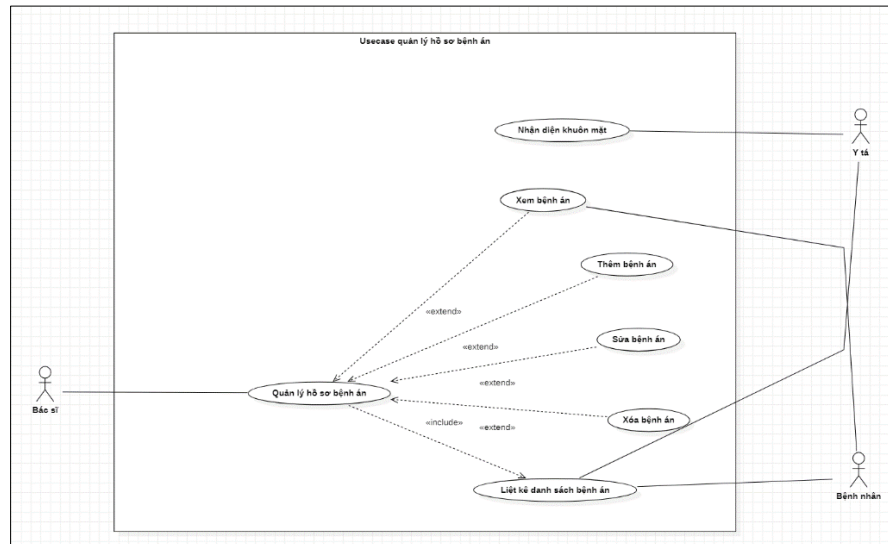 Usecase quản lý hồ sơ bệnh án
Nhận diện khuôn mặt
Y tá
Xem bệnh án
Thêm bệnh án
«extend»
Sửa bệnh án
«extend»
«extend»
Quản lý hồ sơ bệnh án
Bác sĩ
Xóa bệnh án
«include»
«extend»
Liệt kê danh sách bệnh án
Bệnh nhân